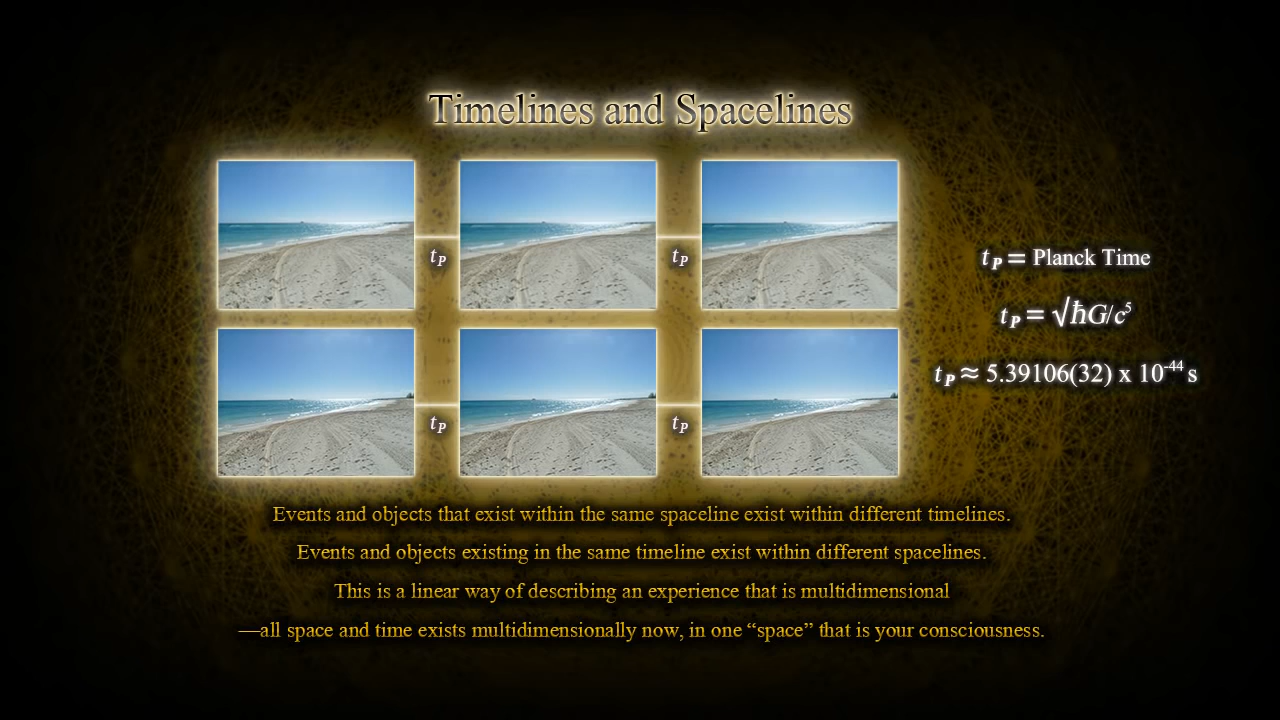 Timelines and Spacelines
tP tP
tP = Planck Time
tP = √ħG/c⁵
tP ≈ 5.39106(32) x 10⁻⁴⁴ s
tP tP
Events and objects that exist within the same spaceline exist within different timelines.
Events and objects existing in the same timeline exist within different spacelines.
This is a linear way of describing an experience that is multidimensional
—all space and time exists multidimensionally now, in one “space” that is your consciousness.